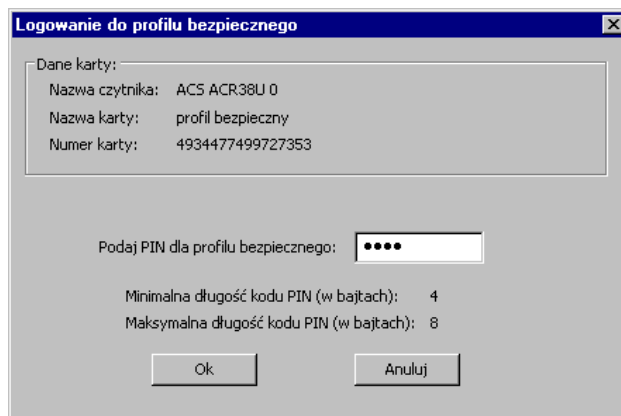 Logowanie do profilu bezpiecznego
Dane karty:
Nazwa czytnika: ACS ACR38U 0
Nazwa karty: profil bezpieczny
Numer karty: 4934477499727353
Podaj PIN dla profilu bezpiecznego: ••••
Minimalna długość kodu PIN (w bajtach): 4
Maksymalna długość kodu PIN (w bajtach): 8
Ok Anuluj